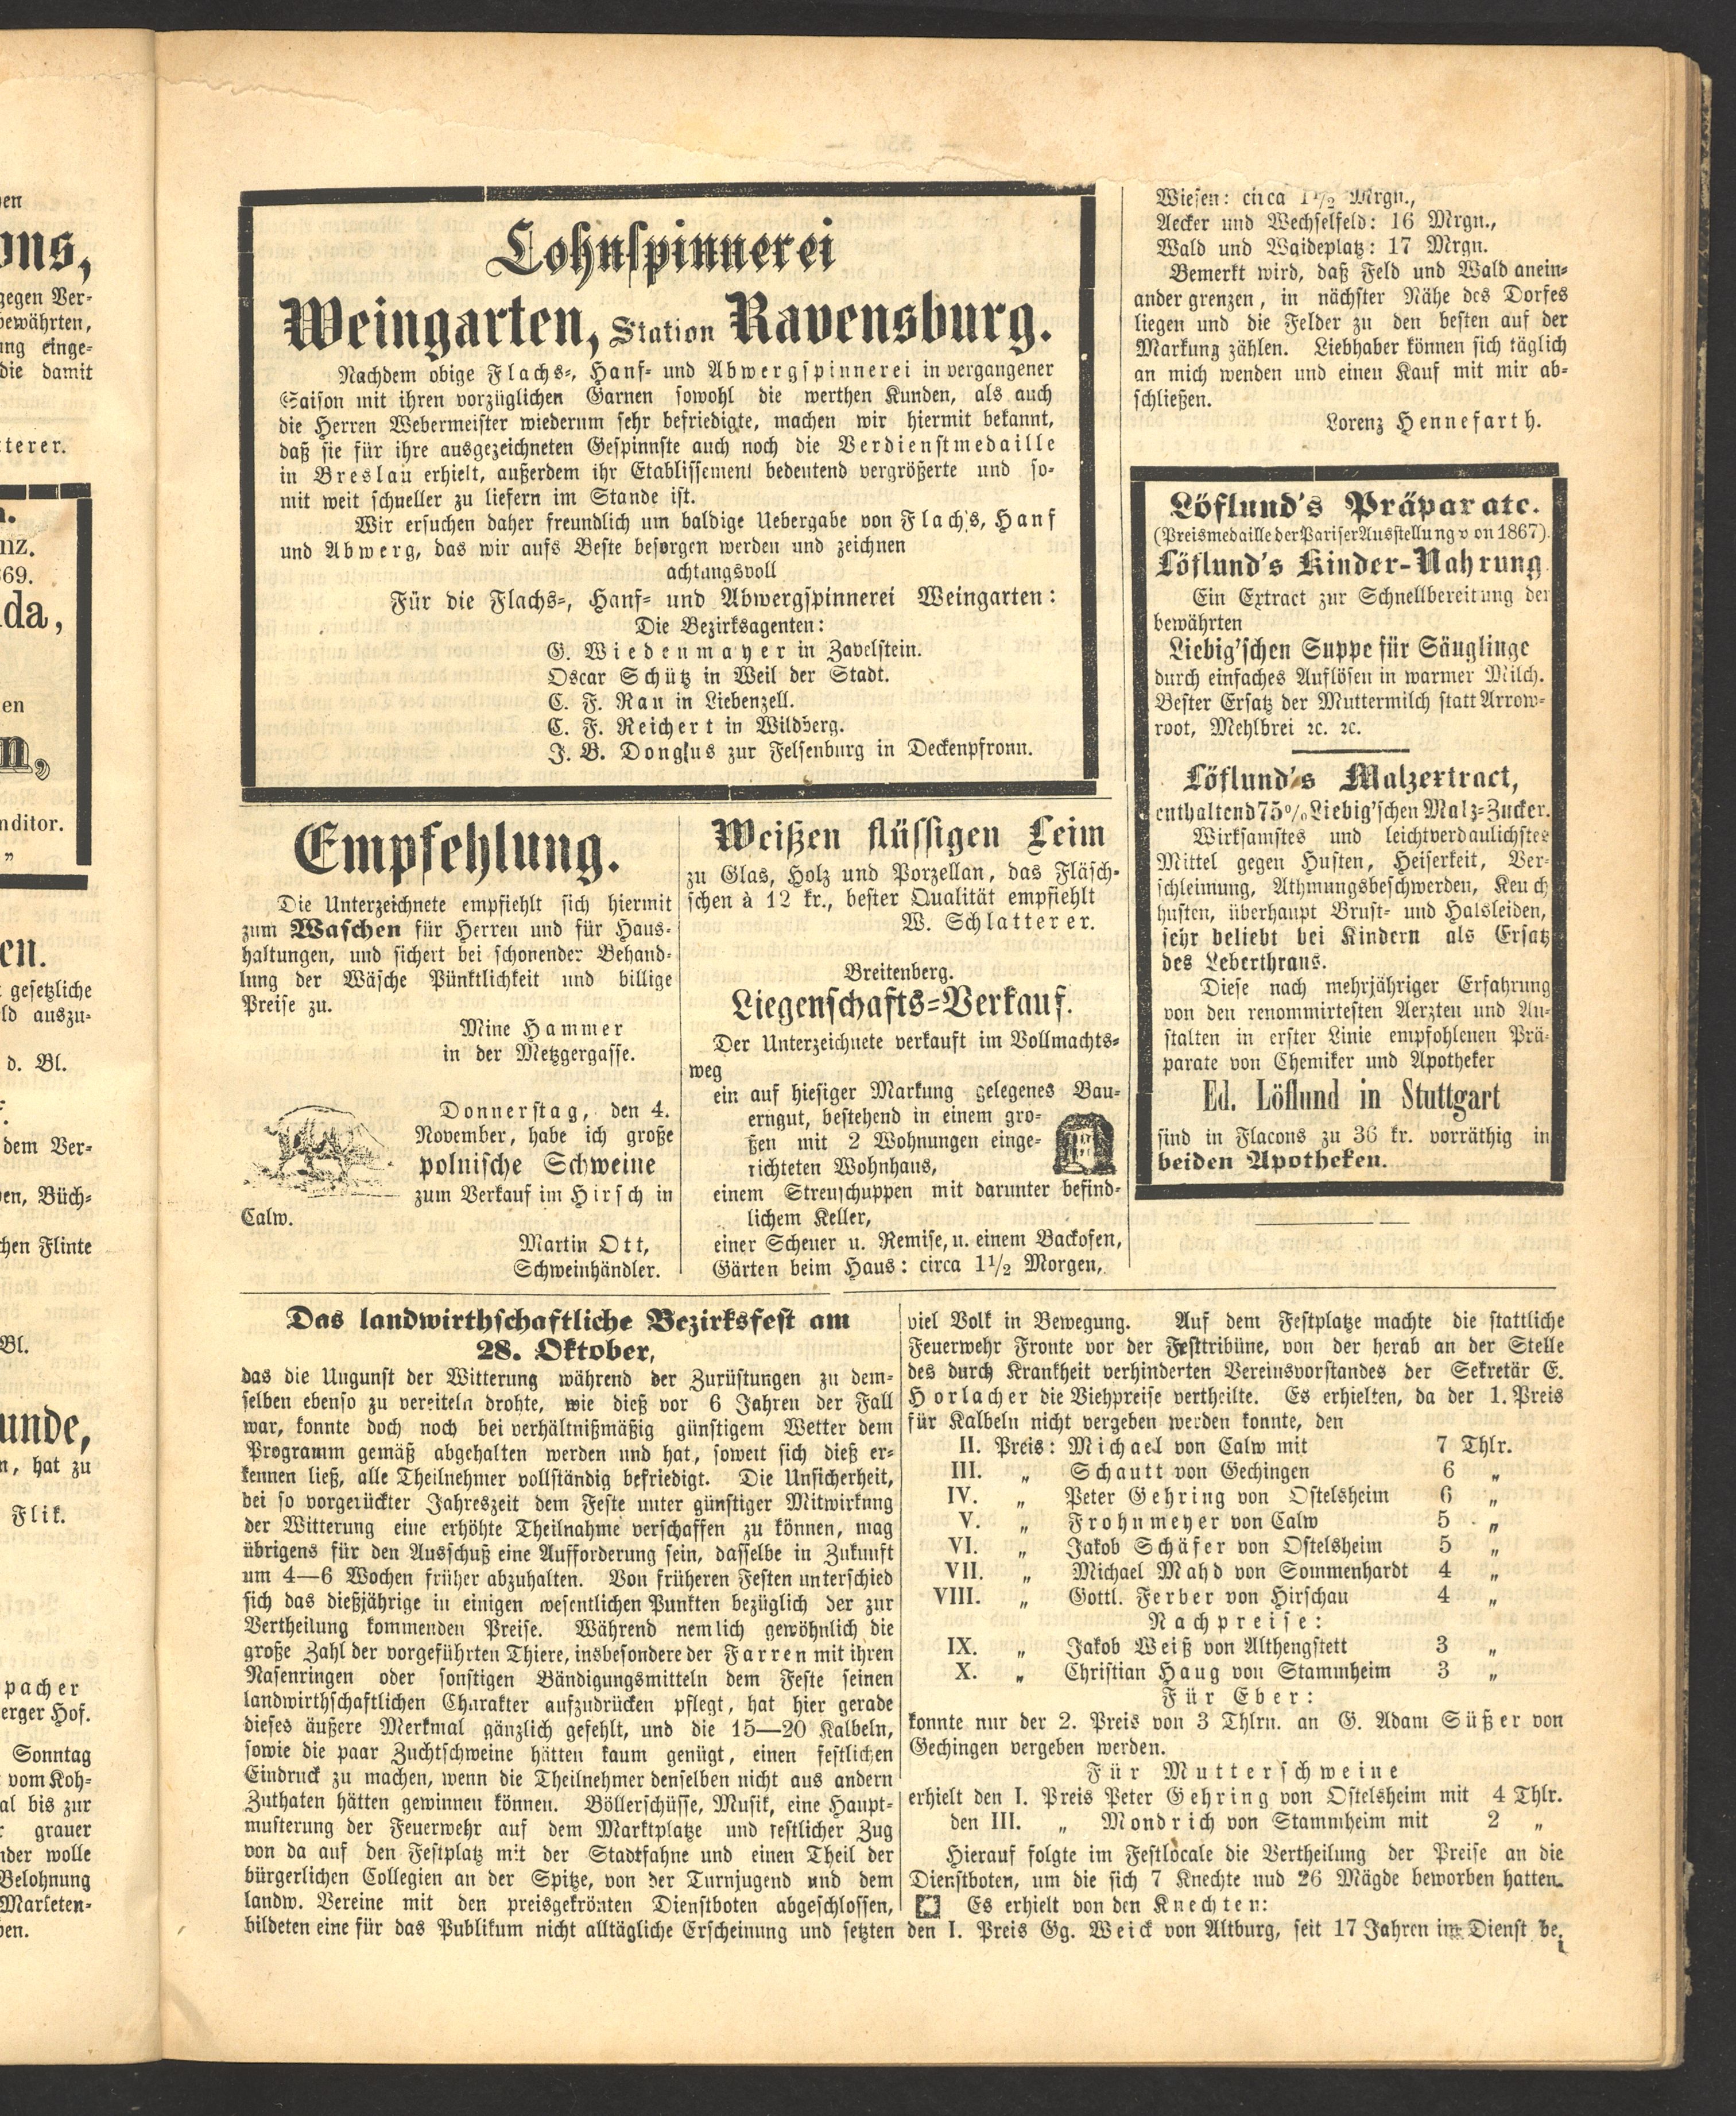 Lohnspinnerei
Weingarten, Station Ravensburg.
Nachdem obige Flachs-, Hanf- und Abwergspinnerei in vergangener
Saison mit ihren vorzüglichen Garnen sowohl die werthen Kunden, als auch
die Herren Webermeister wiederum sehr befriedigte, machen wir hiermit bekannt,
daß sie für ihre ausgezeichneten Gespinnste auch noch die Verdienstmedaille
in Breslau erhielt, außerdem ihr Etablissement bedeutend vergrößerte und so-
mit weit schneller zu liefern im Stande ist.
Wir ersuchen daher freundlich um baldige Uebergabe von Flachs, Hanf
und Abwerg, das wir aufs Beste besorgen werden und zeichnen
achtungsvoll
Für die Flachs-, Hanf- und Abwergspinnerei Weingarten:
Die Bezirksagenten:
G. Wiedenmayer in Zavelstein.
Oscar Schütz in Weil der Stadt.
C. F. Rau in Liebenzell.
C. F. Reichert in Wildberg.
J. B. Dongus zur Felsenburg in Deckenpfronn.
Empfehlung.
Die Unterzeichnete empfiehlt sich hiermit
zum Waschen für Herren und für Haus-
haltungen, und sichert bei schonender Behand-
lung der Wäsche Pünktlichkeit und billige
Preise zu.
Mine Hammer
in der Metzgergasse.
Donnerstag, den 4.
November, habe ich große
polnische Schweine
zum Verkauf im Hirsch in
Calw.
Martin Ott,
Schweinhändler.
Weißen flüssigen Leim
zu Glas, Holz und Porzellan, das Fläsch-
schen à 12 kr., bester Qualität empfiehlt
W. Schlatterer.
Breitenberg.
Liegenschafts-Verkauf.
Der Unterzeichnete verkauft im Vollmachts-
weg
ein auf hiesiger Markung gelegenes Bau-
erngut, bestehend in einem gro-
ßen mit 2 Wohnungen einge-
richteten Wohnhaus,
einem Streuschuppen mit darunter befind-
lichem Keller,
einer Scheuer u. Remise, u. einem Backofen,
Gärten beim Haus: circa 1½ Morgen,
Wiesen: circa 1½ Mrgn.,
Aecker und Wechselfeld: 16 Mrgn.,
Wald und Waideplatz: 17 Mrgn.
Bemerkt wird, daß Feld und Wald anein-
ander grenzen, in nächster Nähe des Dorfes
liegen und die Felder zu den besten auf der
Markung zählen. Liebhaber können sich täglich
an mich wenden und einen Kauf mit mir ab-
schließen.
Lorenz Hennefarth.
Löflund's Präparate.
(Preismedaille der Pariser Ausstellung von 1867).
Löflund's Kinder-Nahrung
Ein Extract zur Schnellbereitung der
bewährten
Liebig'schen Suppe für Säuglinge
durch einfaches Auflösen in warmer Milch.
Bester Ersatz der Muttermilch statt Arrow-
root, Mehlbrei ꝛc. ꝛc.
Löflund's Malzextract,
enthaltend 75% Liebig'schen Malz-Zucker.
Wirksamstes und leichtverdaulichstes
Mittel gegen Husten, Heiserkeit, Ver-
schleimung, Athmungsbeschwerden, Keuch
husten, überhaupt Brust- und Halsleiden,
sehr beliebt bei Kindern als Ersatz
des Leberthrans.
Diese nach mehrjähriger Erfahrung
von den renommirtesten Aerzten und An-
stalten in erster Linie empfohlenen Prä-
parate von Chemiker und Apotheker
Ed. Löflund in Stuttgart
sind in Flacons zu 36 kr. vorräthig in
beiden Apotheken.
Das landwirthschaftliche Bezirksfest am
28. Oktober,
das die Ungunst der Witterung während der Zurüstungen zu dem-
selben ebenso zu vereiteln drohte, wie dieß vor 6 Jahren der Fall
war, konnte doch noch bei verhältnißmäßig günstigem Wetter dem
Programm gemäß abgehalten werden und hat, soweit sich dieß er-
kennen ließ, alle Theilnehmer vollständig befriedigt. Die Unsicherheit,
bei so vorgerückter Jahreszeit dem Feste unter günstiger Mitwirkung
der Witterung eine erhöhte Theilnahme verschaffen zu können, mag
übrigens für den Ausschuß eine Aufforderung sein, dasselbe in Zukunft
um 4—6 Wochen früher abzuhalten. Von früheren Festen unterschied
sich das dießjährige in einigen wesentlichen Punkten bezüglich der zur
Vertheilung kommenden Preise. Während nemlich gewöhnlich die
große Zahl der vorgeführten Thiere, insbesondere der Farren mit ihren
Nasenringen oder sonstigen Bändigungsmitteln dem Feste seinen
landwirthschaftlichen Charakter aufzudrücken pflegt, hat hier gerade
dieses äußere Merkmal gänzlich gefehlt, und die 15—20 Kalbeln,
sowie die paar Zuchtschweine hätten kaum genügt, einen festlichen
Eindruck zu machen, wenn die Theilnehmer denselben nicht aus andern
Zuthaten hätten gewinnen können. Böllerschüsse, Musik, eine Haupt-
musterung der Feuerwehr auf dem Marktplatze und festlicher Zug
von da auf den Festplatz mit der Stadtfahne und einen Theil der
bürgerlichen Collegien an der Spitze, von der Turnjugend und dem
landw. Vereine mit den preisgekrönten Dienstboten abgeschlossen,
bildeten eine für das Publikum nicht alltägliche Erscheinung und setzten
viel Volk in Bewegung. Auf dem Festplatze machte die stattliche
Feuerwehr Fronte vor der Festtribüne, von der herab an der Stelle
des durch Krankheit verhinderten Vereinsvorstandes der Sekretär E.
Horlacher die Viehpreise vertheilte. Es erhielten, da der 1. Preis
für Kalbeln nicht vergeben werden konnte, den
II. Preis: Michael von Calw mit 7 Thlr.
III. „ Schautt von Gechingen 6 „
IV. „ Peter Gehring von Ostelsheim 6 „
V. „ Frohnmeyer von Calw 5 „
VI. „ Jakob Schäfer von Ostelsheim 5 „
VII. „ Michael Mahd von Sommenhardt 4 „
VIII. „ Gottl. Ferber von Hirschau 4 „
Nachpreise:
IX. „ Jakob Weiß von Althengstett 3 „
X. „ Christian Haug von Stammheim 3 „
Für Eber:
konnte nur der 2. Preis von 3 Thlrn. an G. Adam Süßer von
Gechingen vergeben werden.
Für Mutterschweine
erhielt den I. Preis Peter Gehring von Ostelsheim mit 4 Thlr.
den III. „ Mondrich von Stammheim mit 2 „
Hierauf folgte im Festlocale die Vertheilung der Preise an die
Dienstboten, um die sich 7 Knechte nud 26 Mägde beworben hatten.
Es erhielt von den Knechten:
den I. Preis Gg. Weick von Altburg, seit 17 Jahren im Dienst bei